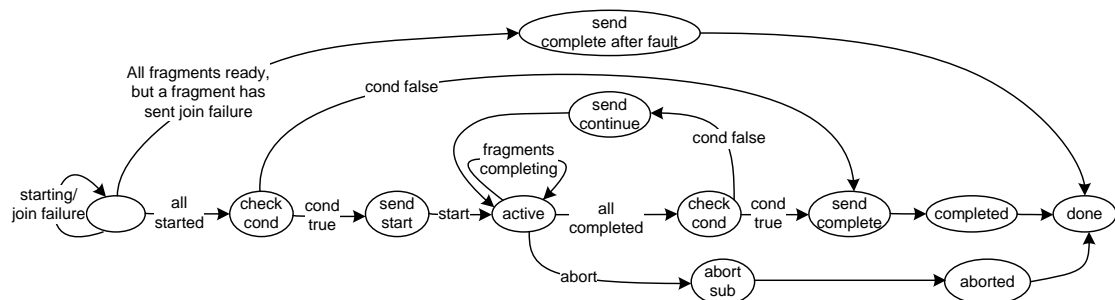 send
complete after fault
All fragments ready,
but a fragment has
sent join failure
cond false
send
continue
cond false
fragments
completing
starting/
join failure
all
started
check
cond
cond
true
send
start
start
active
all
completed
check
cond
cond
true
send
complete
completed
done
abort
abort
sub
aborted